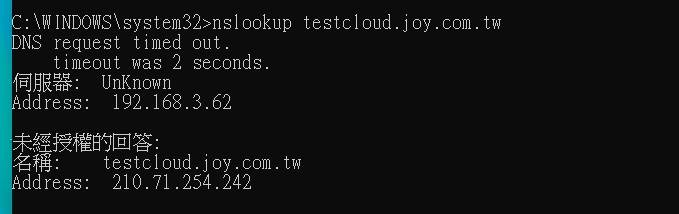 C:\WINDOWS\system32>nslookup testcloud.joy.com.tw
DNS request timed out.
    timeout was 2 seconds.
伺服器:  UnKnown
Address:  192.168.3.62

未經授權的回答:
名稱:    testcloud.joy.com.tw
Address:  210.71.254.242